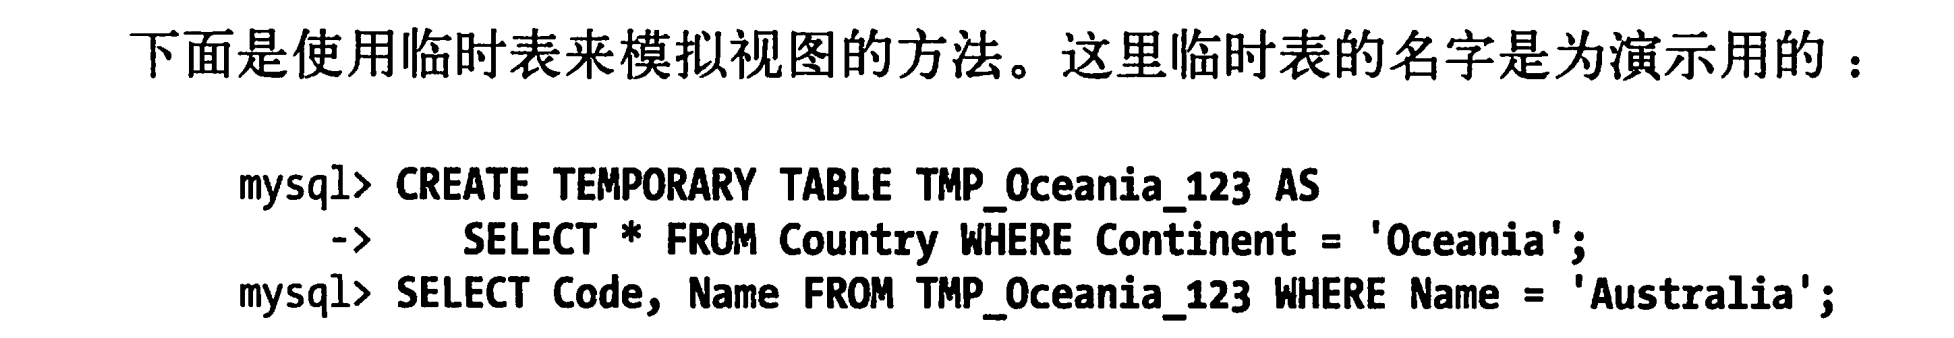 下面是使用临时表来模拟视图的方法。这里临时表的名字是为演示用的：
mysql> CREATE TEMPORARY TABLE TMP_Oceania_123 AS
    ->    SELECT * FROM Country WHERE Continent = 'Oceania';
mysql> SELECT Code, Name FROM TMP_Oceania_123 WHERE Name = 'Australia';